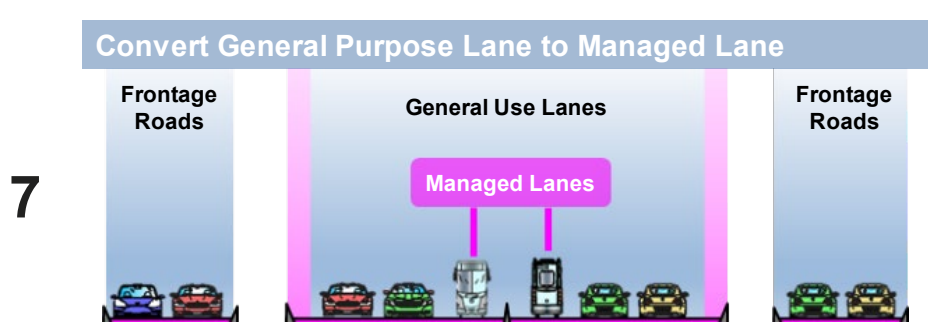 Convert General Purpose Lane to Managed Lane
Frontage
Roads
General Use Lanes
Frontage
Roads
Managed Lanes
7